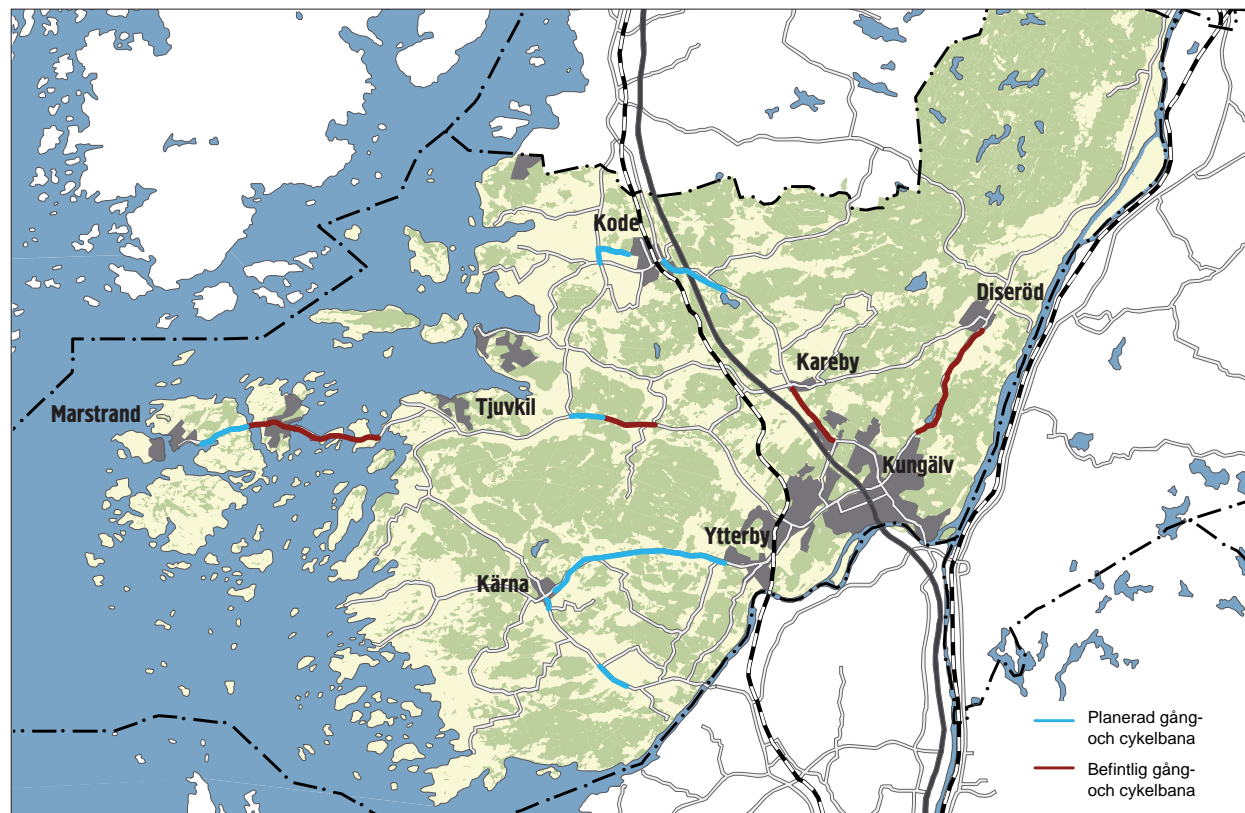 Kode
Diseröd
Kareby
Marstrand
Tjuvkil
Kungälv
Ytterby
Kärna
Planerad gång-
och cykelbana
Befintlig gång-
och cykelbana